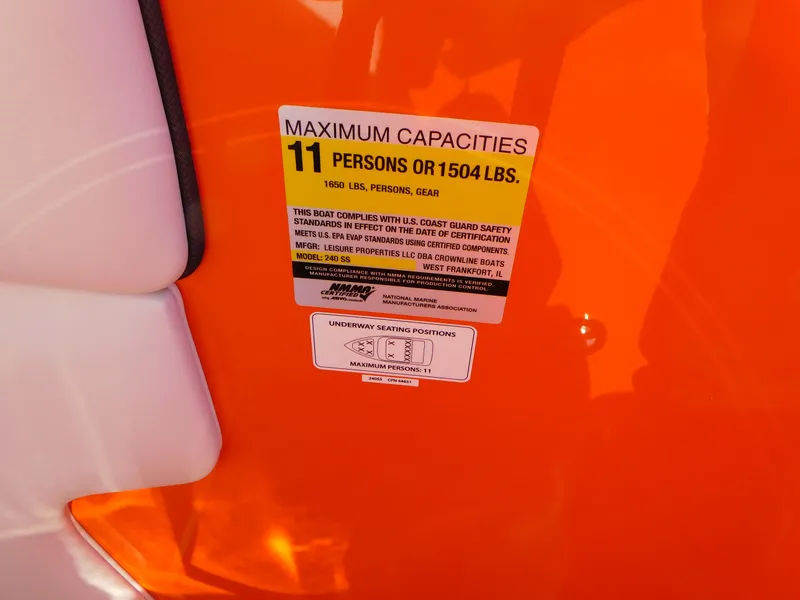 MAXIMUM CAPACITIES
11 PERSONS OR 1504 LBS.
1650 LBS, PERSONS, GEAR
THIS BOAT COMPLIES WITH U.S. COAST GUARD SAFETY
STANDARDS IN EFFECT ON THE DATE OF CERTIFICATION
MEETS U.S. EPA EVAP STANDARDS USING CERTIFIED COMPONENTS.
MFGR: LEISURE PROPERTIES LLC DBA CROWNLINE BOATS
MODEL: 240 SS WEST FRANKFORT, IL
DESIGN COMPLIANCE WITH NMMA REQUIREMENTS IS VERIFIED.
MANUFACTURER RESPONSIBLE FOR PRODUCTION CONTROL.
NMMA
CERTIFIED
NATIONAL MARINE
MANUFACTURERS ASSOCIATION
UNDERWAY SEATING POSITIONS
MAXIMUM PERSONS: 11